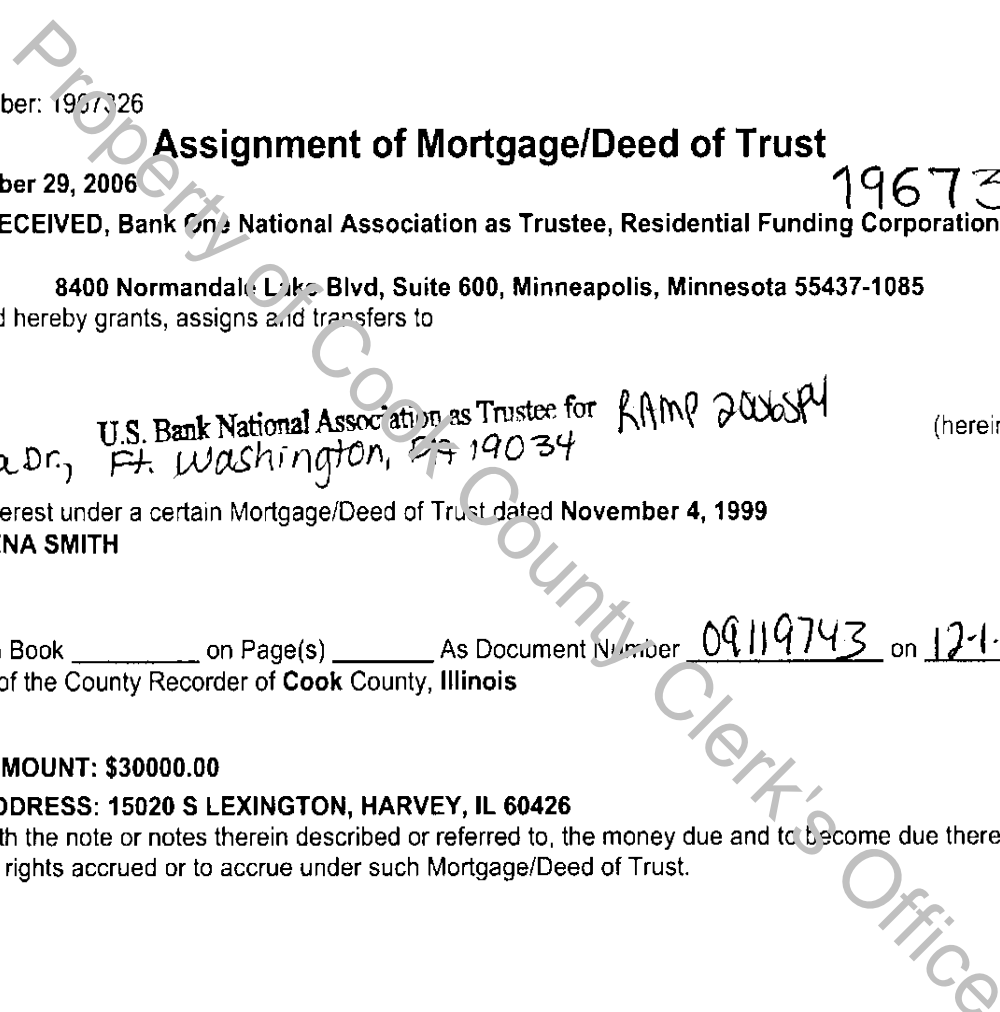 ber: 1967326
Assignment of Mortgage/Deed of Trust
ber 29, 2006
19673
ECEIVED, Bank One National Association as Trustee, Residential Funding Corporation
8400 Normandale Lake Blvd, Suite 600, Minneapolis, Minnesota 55437-1085
d hereby grants, assigns and transfers to
U.S. Bank National Association as Trustee for RAMP 2006SP4
(herein
a Dr., Ft. Washington, PA 19034
erest under a certain Mortgage/Deed of Trust dated November 4, 1999
ENA SMITH
Book ________ on Page(s) ________ As Document Number 09119743 on 12-1-
of the County Recorder of Cook County, Illinois
MOUNT: $30000.00
DDRESS: 15020 S LEXINGTON, HARVEY, IL 60426
th the note or notes therein described or referred to, the money due and to become due there
rights accrued or to accrue under such Mortgage/Deed of Trust.
Property of Cook County Clerk's Office